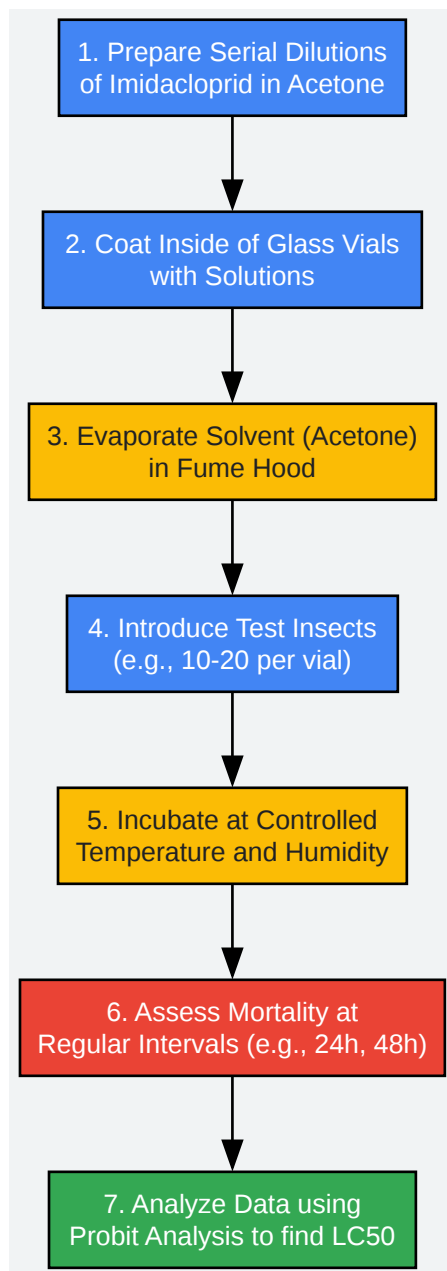 1. Prepare Serial Dilutions
of Imidacloprid in Acetone
2. Coat Inside of Glass Vials
with Solutions
3. Evaporate Solvent (Acetone)
in Fume Hood
4. Introduce Test Insects
(e.g., 10-20 per vial)
5. Incubate at Controlled
Temperature and Humidity
6. Assess Mortality at
Regular Intervals (e.g., 24h, 48h)
7. Analyze Data using
Probit Analysis to find LC50